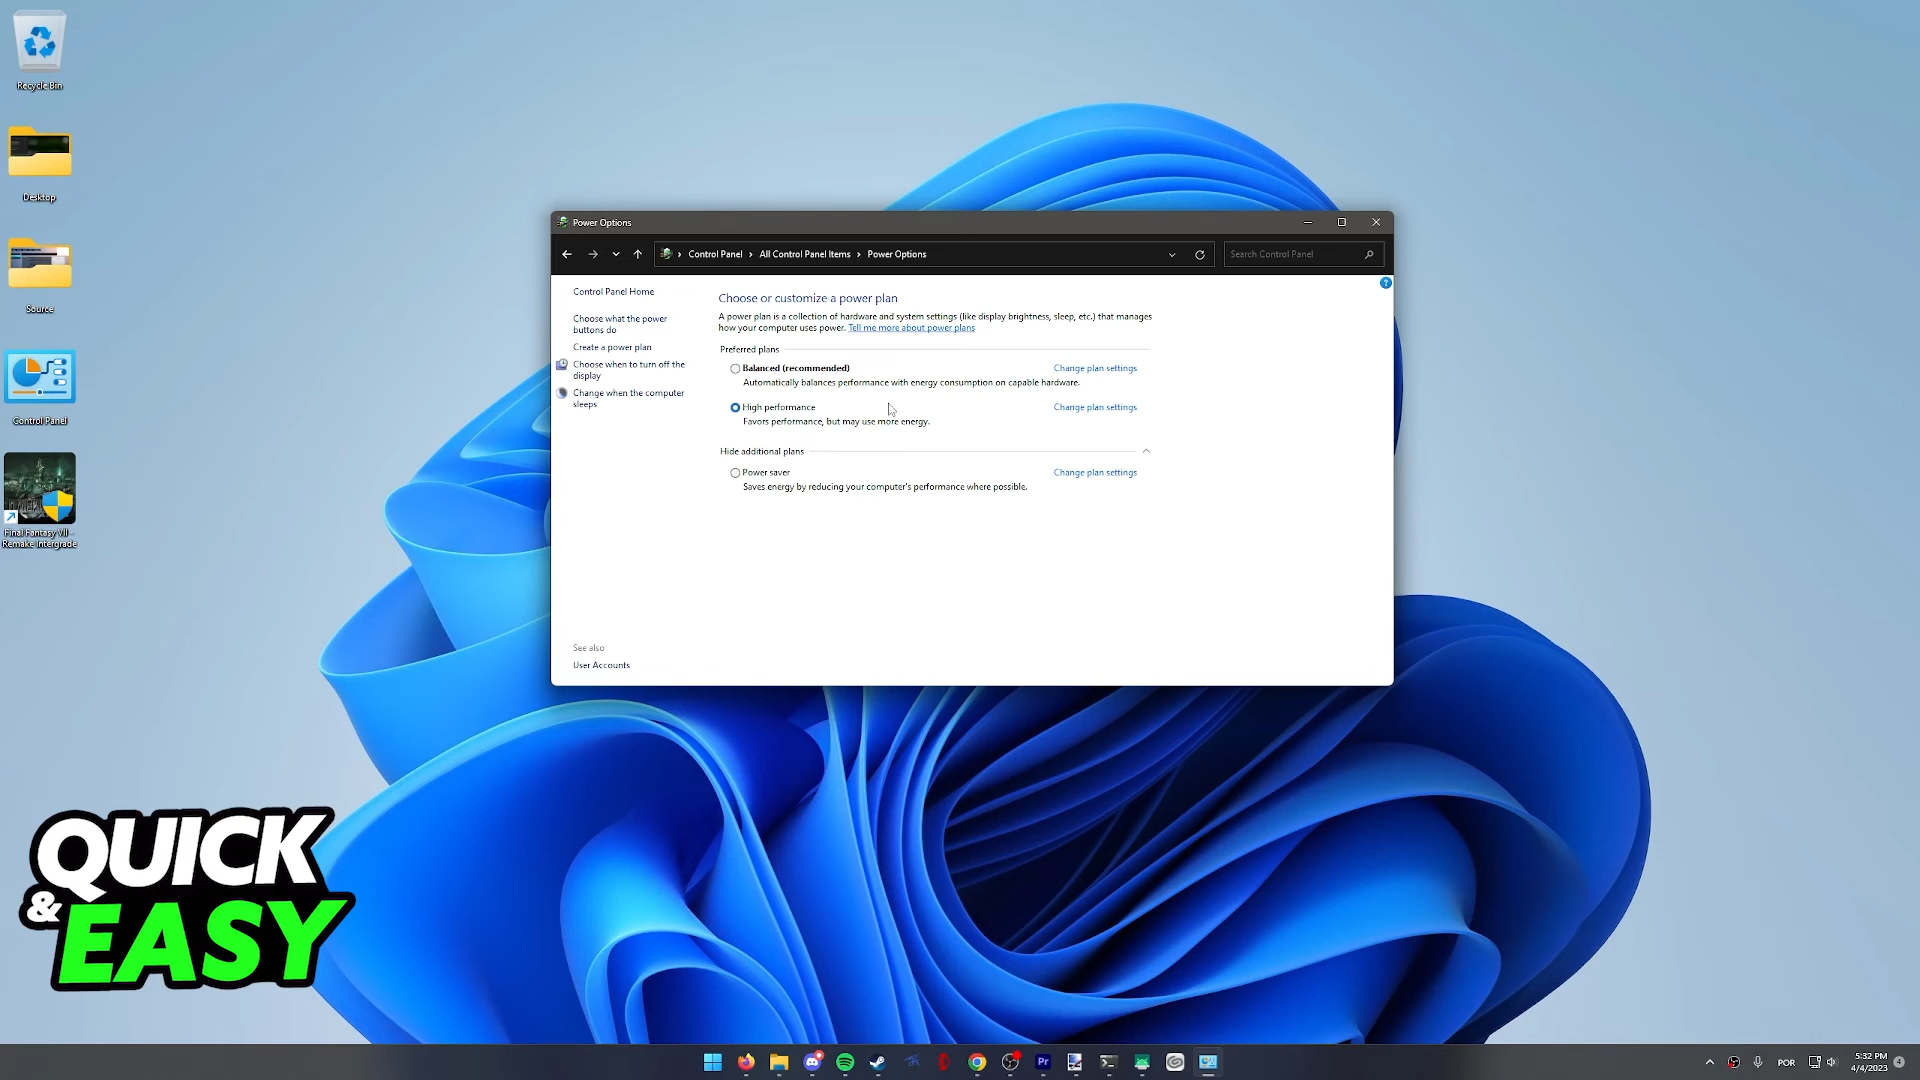 Recycle Bin
Desktop
Source
Control Panel
Final Fantasy VII -
Remake Intergrade
Power Options
Control Panel
All Control Panel Items
Power Options
Search Control Panel
Control Panel Home
Choose what the power
buttons do
Create a power plan
Choose when to turn off the
display
Change when the computer
sleeps
See also
User Accounts
Choose or customize a power plan
A power plan is a collection of hardware and system settings (like display brightness, sleep, etc.) that manages
how your computer uses power. Tell me more about power plans
Preferred plans
Balanced (recommended)
Change plan settings
Automatically balances performance with energy consumption on capable hardware.
High performance
Change plan settings
Favors performance, but may use more energy.
Hide additional plans
Power saver
Change plan settings
Saves energy by reducing your computer's performance where possible.
QUICK
& EASY
Pr
POR
5:32 PM
4/4/2023
4